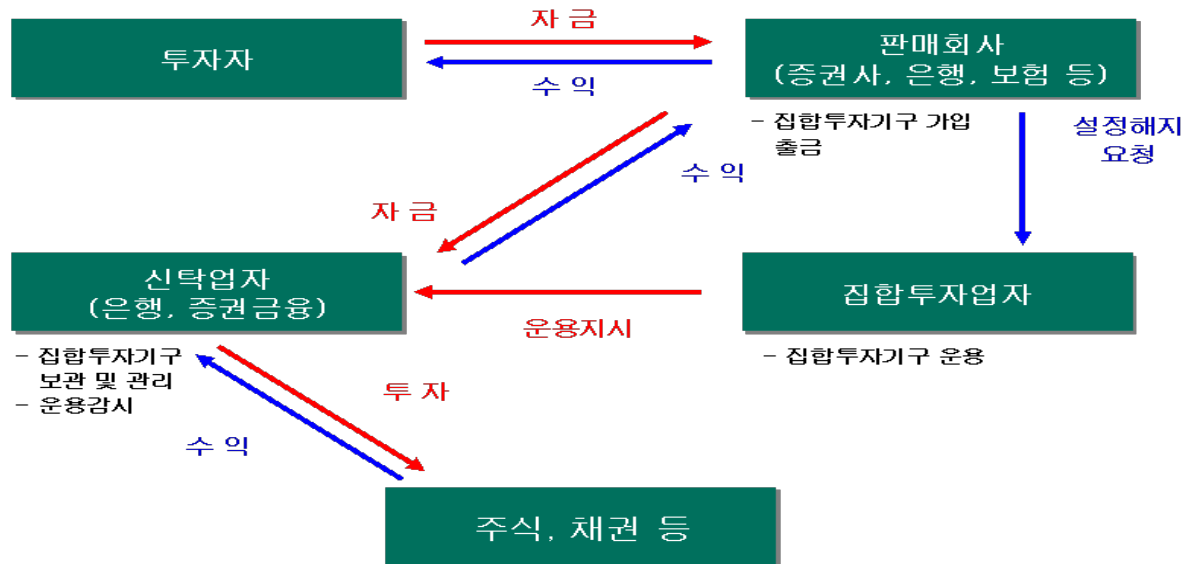 자 금
투자자
수 익
판매회사
(증권사, 은행, 보험 등)
- 집합투자기구 가입
출금
설정해지
요청
수 익
자 금
신탁업자
(은행, 증권금융)
- 집합투자기구
보관 및 관리
- 운용감시
운용지시
집합투자업자
- 집합투자기구 운용
투 자
수 익
주식, 채권 등